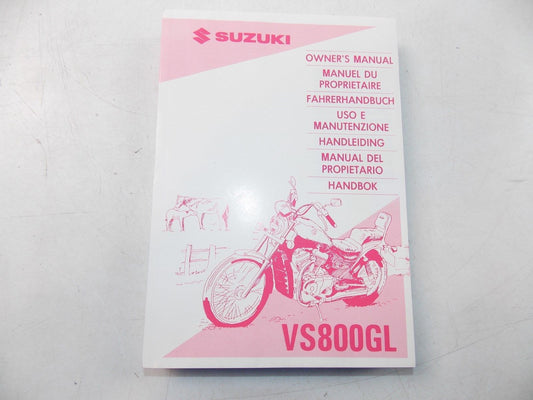 SUZUKI
OWNER'S MANUAL
MANUEL DU
PROPRIETAIRE
FAHRERHANDBUCH
USO E
MANUTENZIONE
HANDLEIDING
MANUAL DEL
PROPIETARIO
HANDBOK
VS800GL